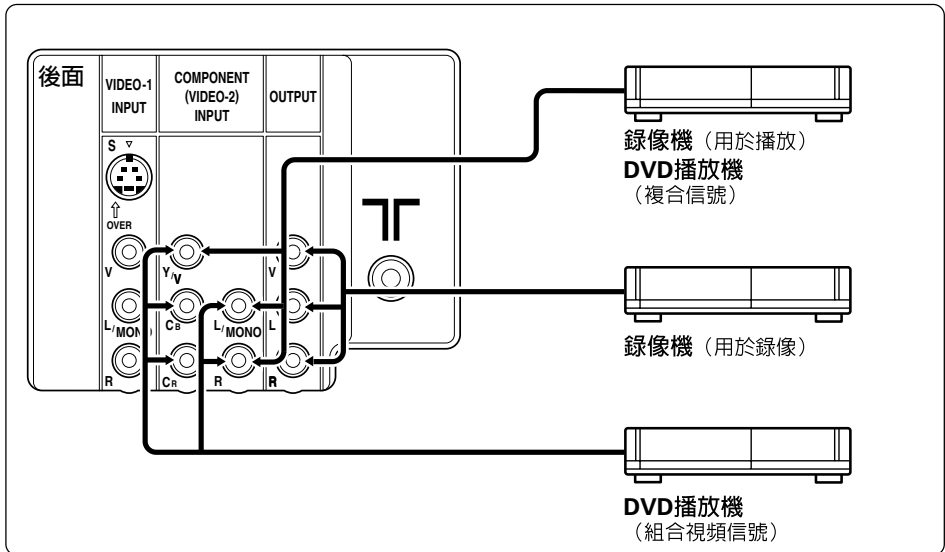 後面
VIDEO-1
INPUT
COMPONENT
(VIDEO-2)
INPUT
OUTPUT
S
OVER
V
Y/V
V
L/MONO
CB
L/MONO
L
R
CR
R
R
錄像機（用於播放）
DVD播放機
（複合信號）
錄像機（用於錄像）
DVD播放機
（組合視頻信號）